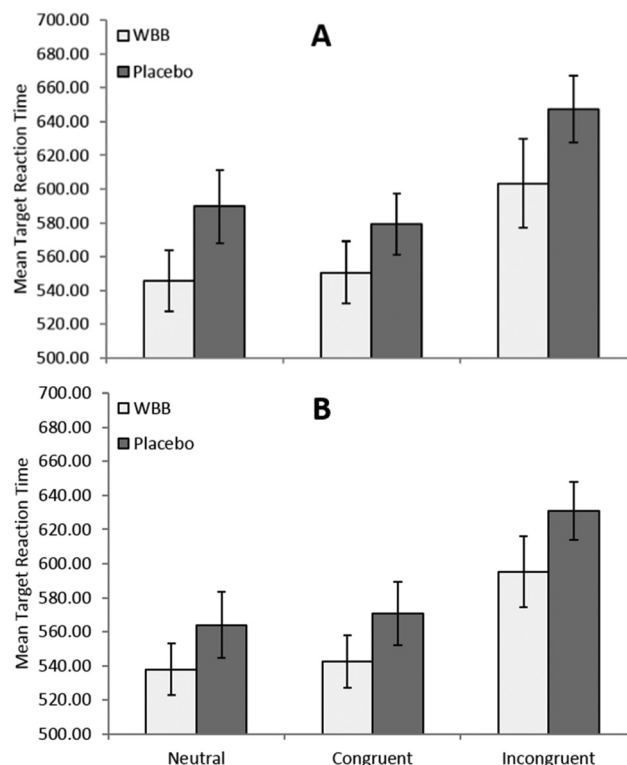 700.00
680.00
660.00
640.00
620.00
600.00
580.00
560.00
540.00
520.00
500.00
Mean Target Reaction Time
WBB
Placebo
A
700.00
680.00
660.00
640.00
620.00
600.00
580.00
560.00
540.00
520.00
500.00
Mean Target Reaction Time
WBB
Placebo
B
Neutral Congruent Incongruent